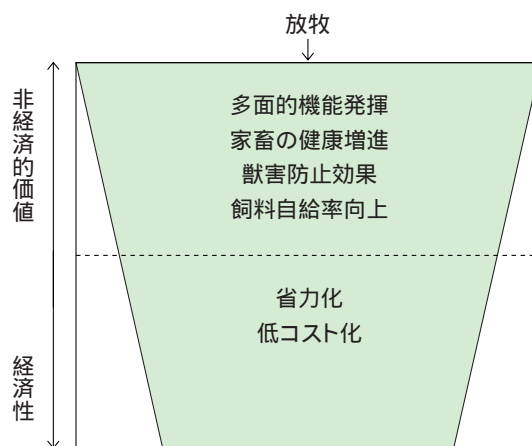 放牧
非経済的価値
多面的機能発揮
家畜の健康増進
獣害防止効果
飼料自給率向上
省力化
低コスト化
経済性